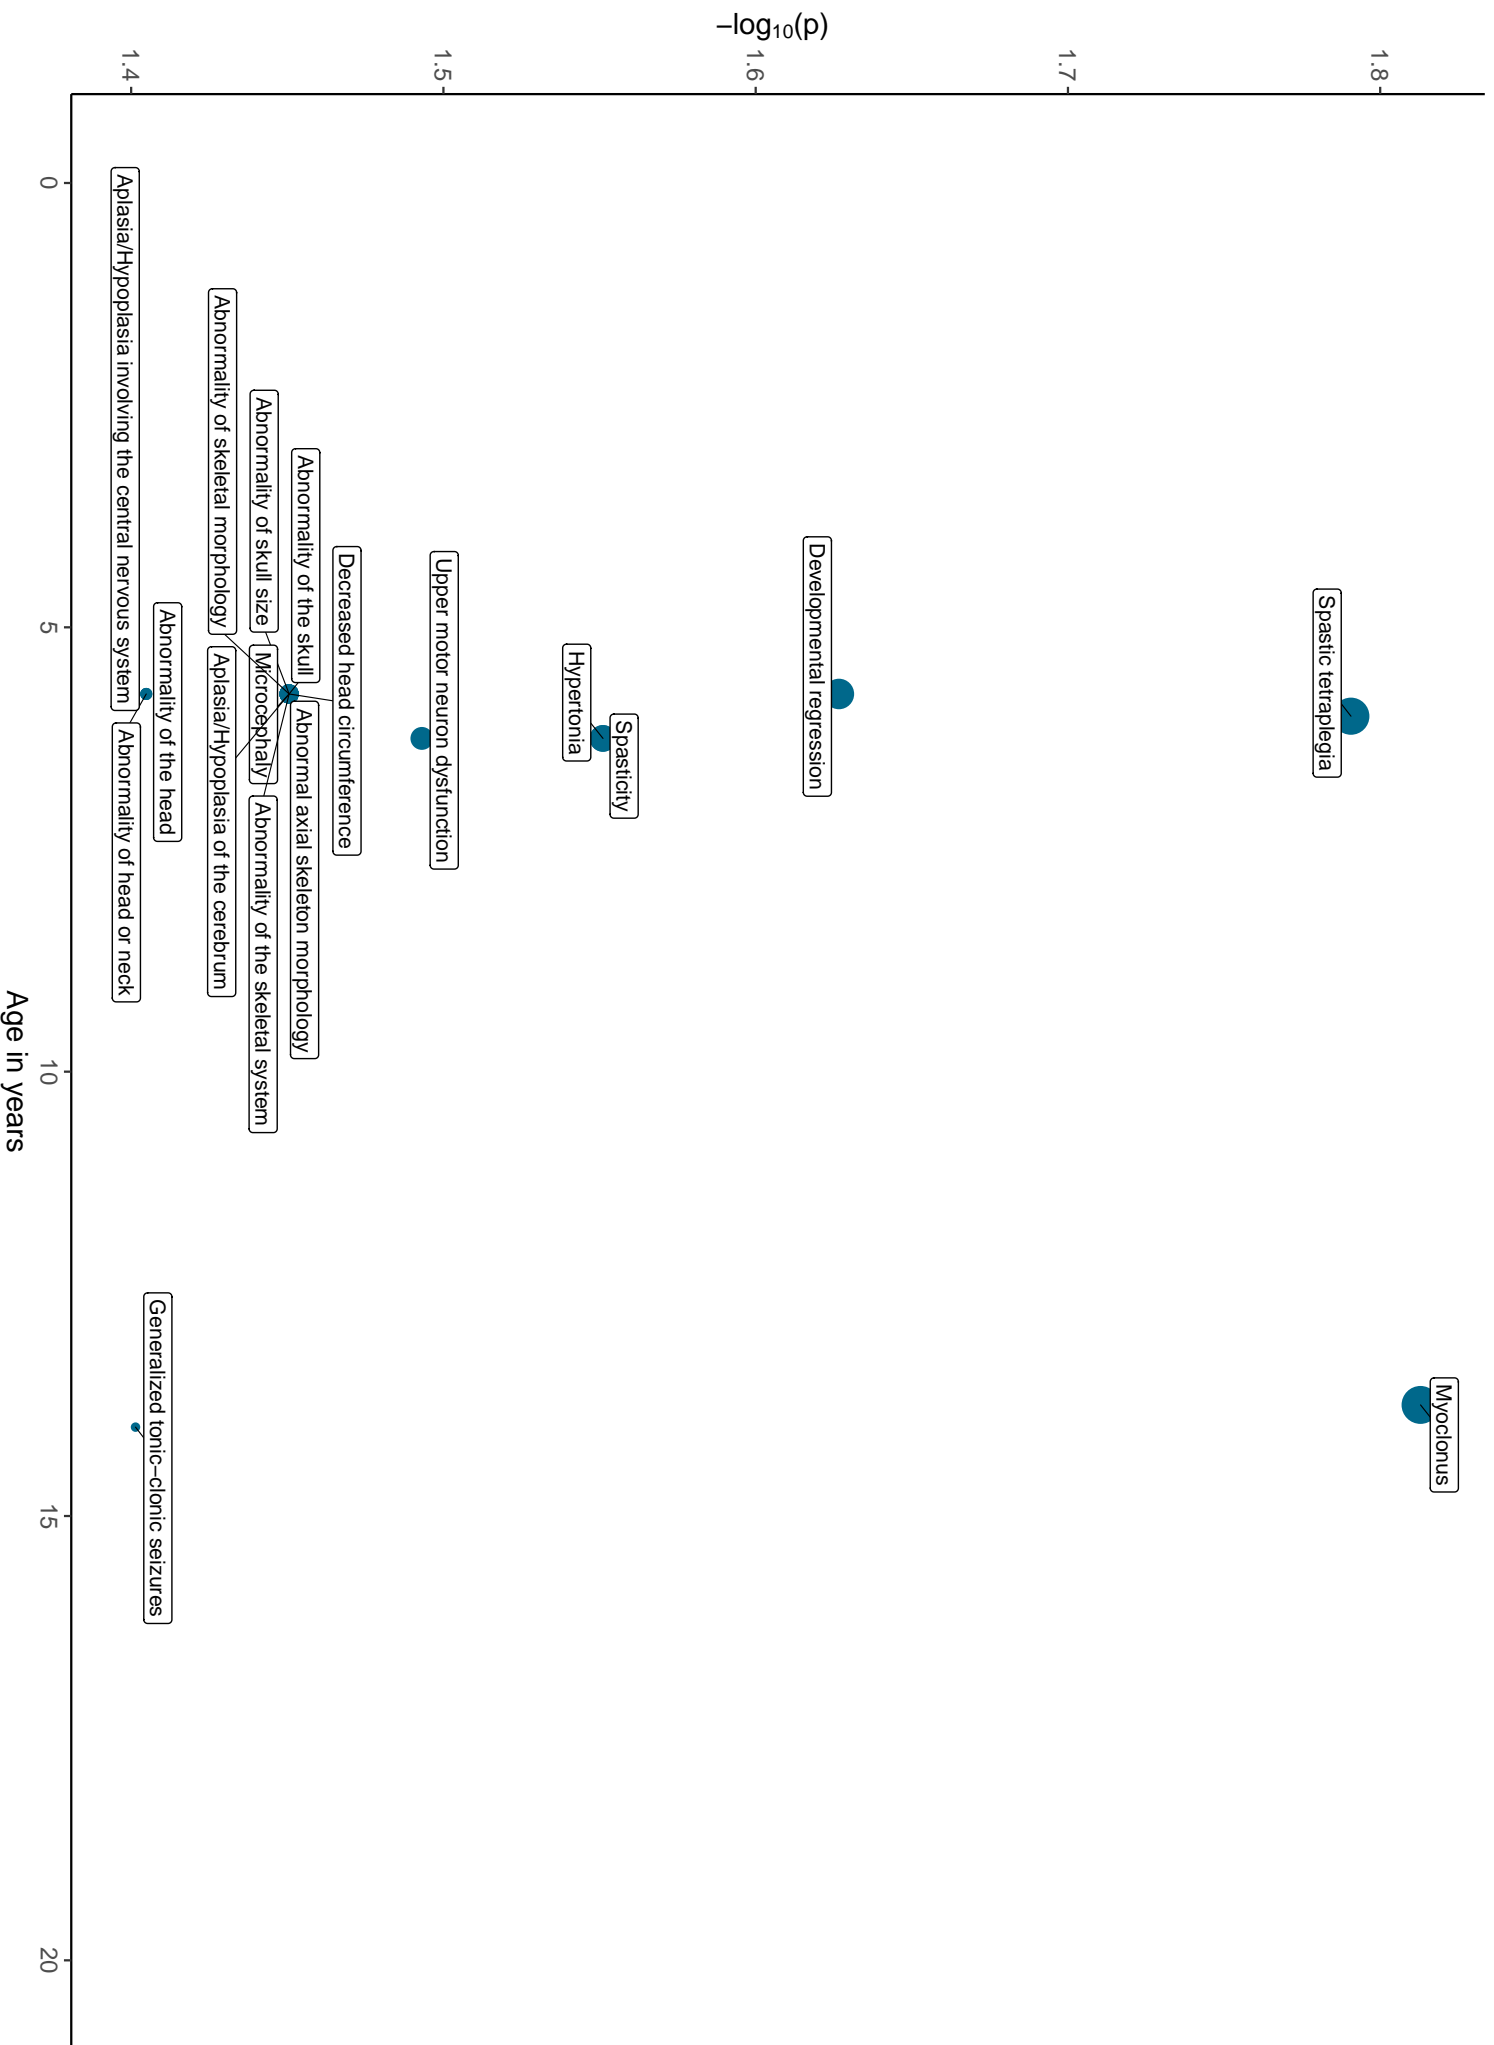 −log10(p)
1.8
1.7
1.6
1.5
1.4
Myoclonus
Spastic tetraplegia
Developmental regression
Spasticity
Hypertonia
Upper motor neuron dysfunction
Decreased head circumference
Abnormality of the skull
Abnormal axial skeleton morphology
Abnormality of skull size
Microcephaly
Abnormality of the skeletal system
Abnormality of skeletal morphology
Aplasia/Hypoplasia of the cerebrum
Abnormality of the head
Generalized tonic−clonic seizures
Aplasia/Hypoplasia involving the central nervous system
Abnormality of head or neck
0
5
10
15
20
Age in years